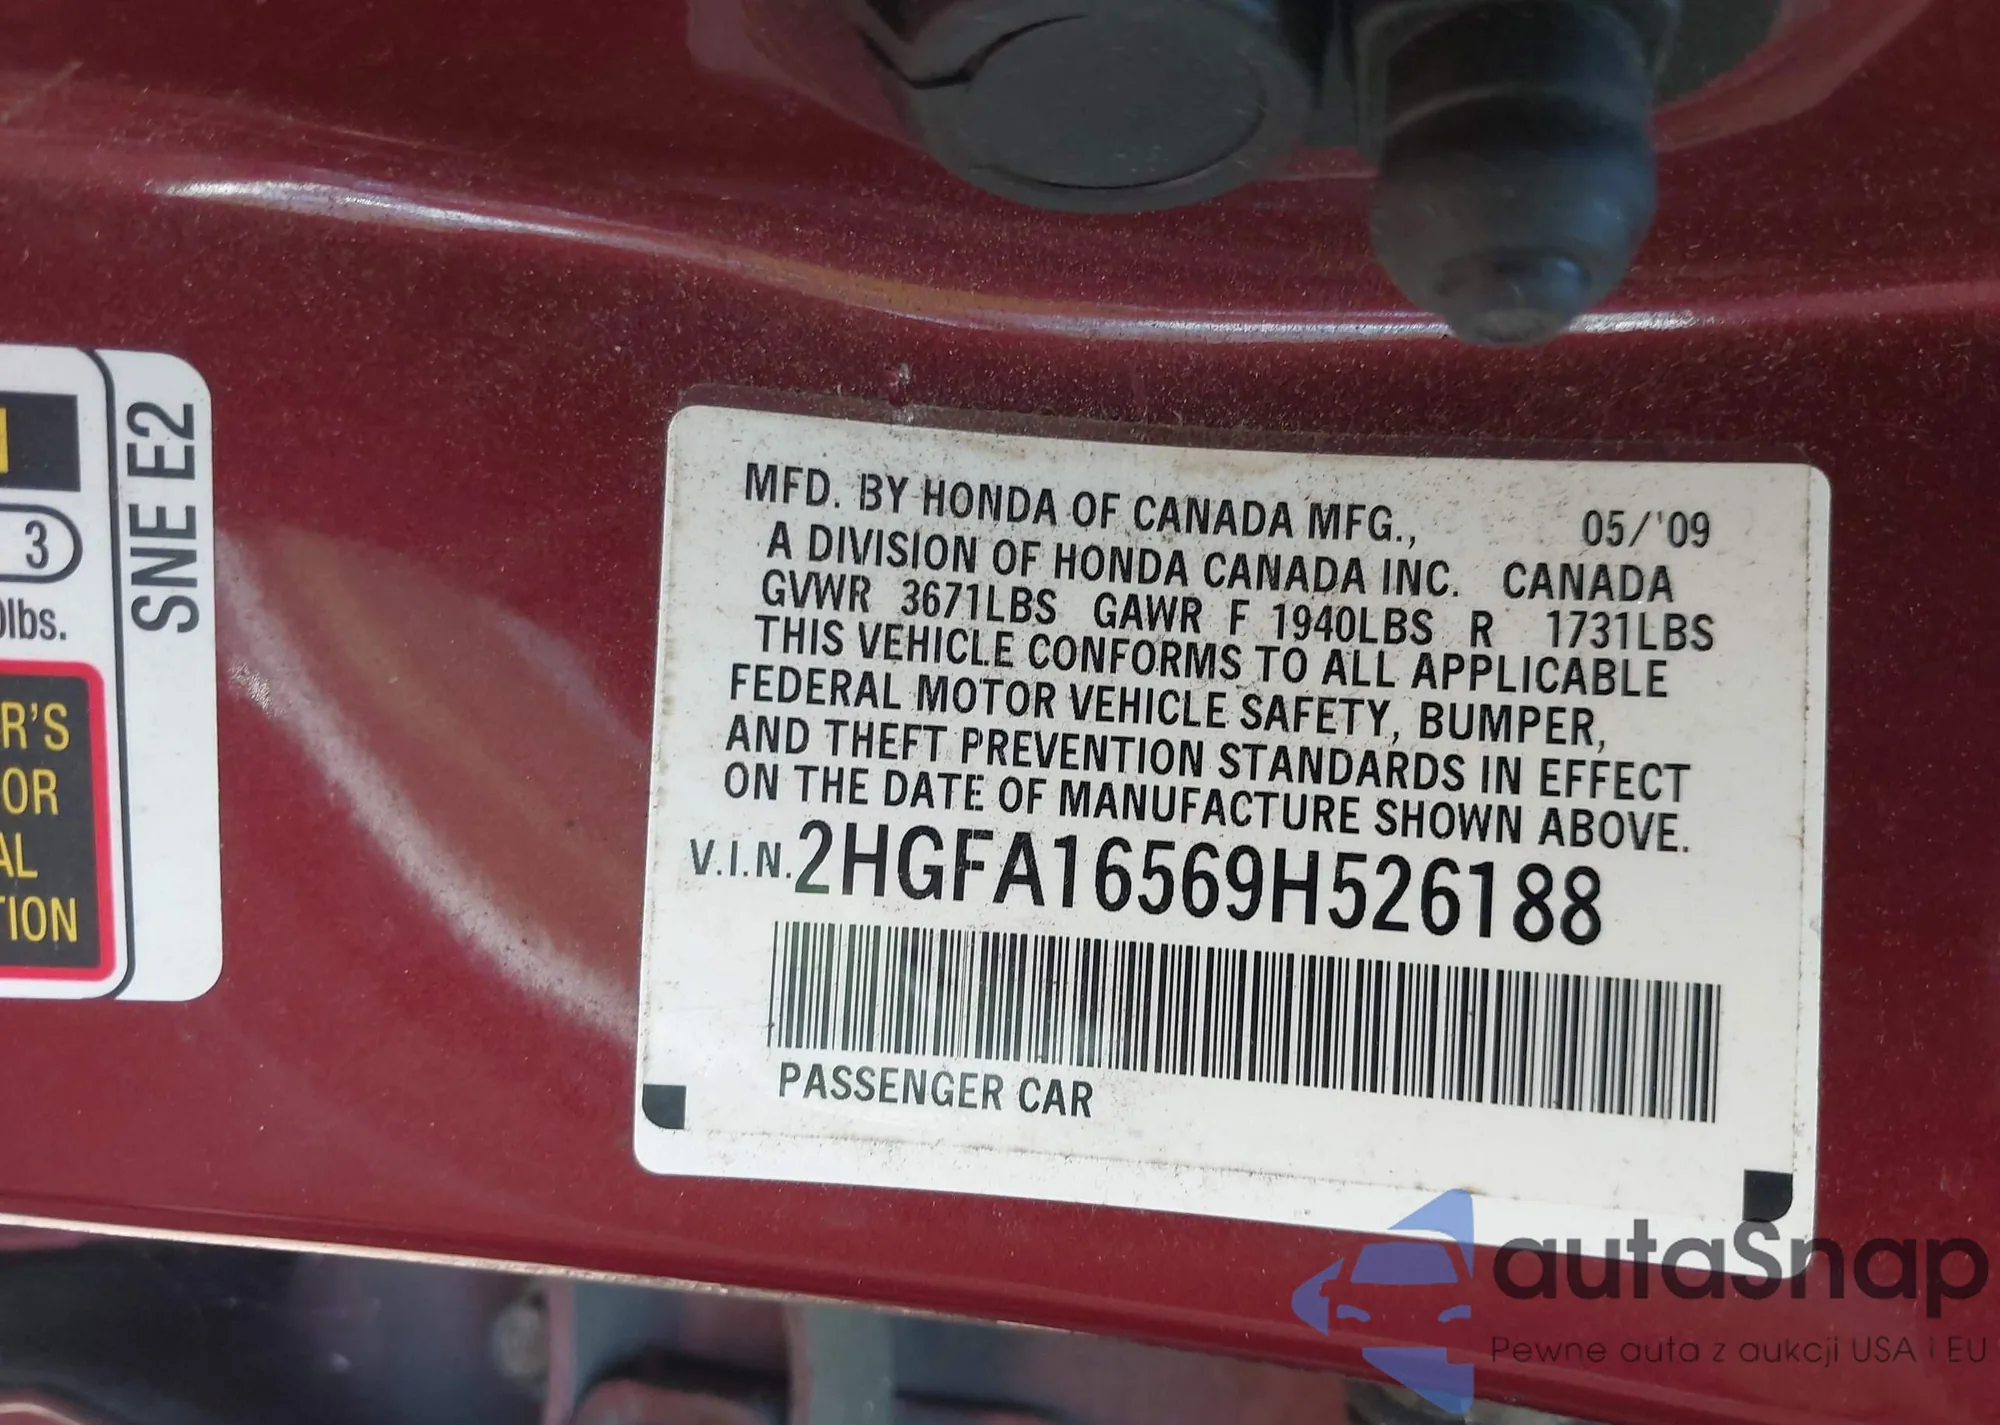 3
0lbs.
R'S
OR
AL
TION
SNE E2
MFD. BY HONDA OF CANADA MFG., 05/'09
A DIVISION OF HONDA CANADA INC. CANADA
GVWR 3671LBS GAWR F 1940LBS R 1731LBS
THIS VEHICLE CONFORMS TO ALL APPLICABLE
FEDERAL MOTOR VEHICLE SAFETY, BUMPER,
AND THEFT PREVENTION STANDARDS IN EFFECT
ON THE DATE OF MANUFACTURE SHOWN ABOVE.
V.I.N. 2HGFA16569H526188
PASSENGER CAR
autaSnap
Pewne auta z aukcji USA i EU